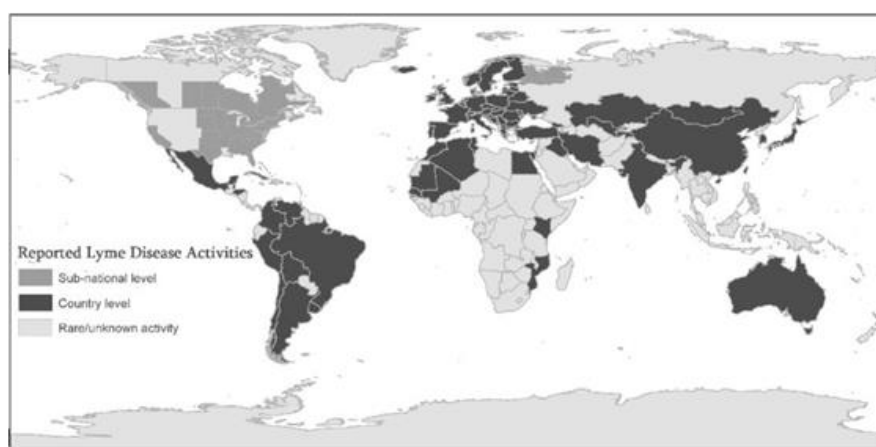 Reported Lyme Disease Activities
Sub-national level
Country level
Rare/unknown activity